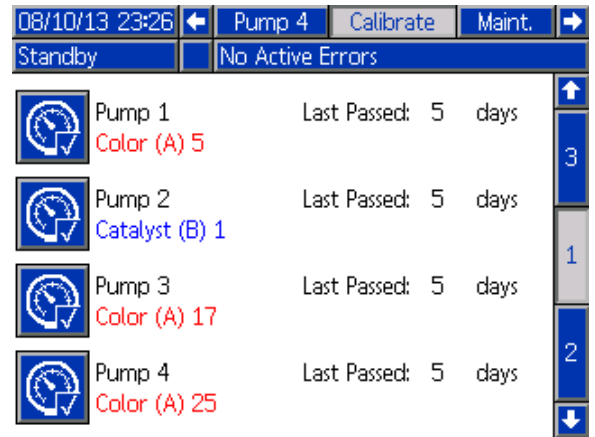 08/10/13 23:26 Pump 4 Calibrate Maint.
Standby No Active Errors
Pump 1 Last Passed: 5 days
Color (A) 5
3
Pump 2 Last Passed: 5 days
Catalyst (B) 1
1
Pump 3 Last Passed: 5 days
Color (A) 17
2
Pump 4 Last Passed: 5 days
Color (A) 25